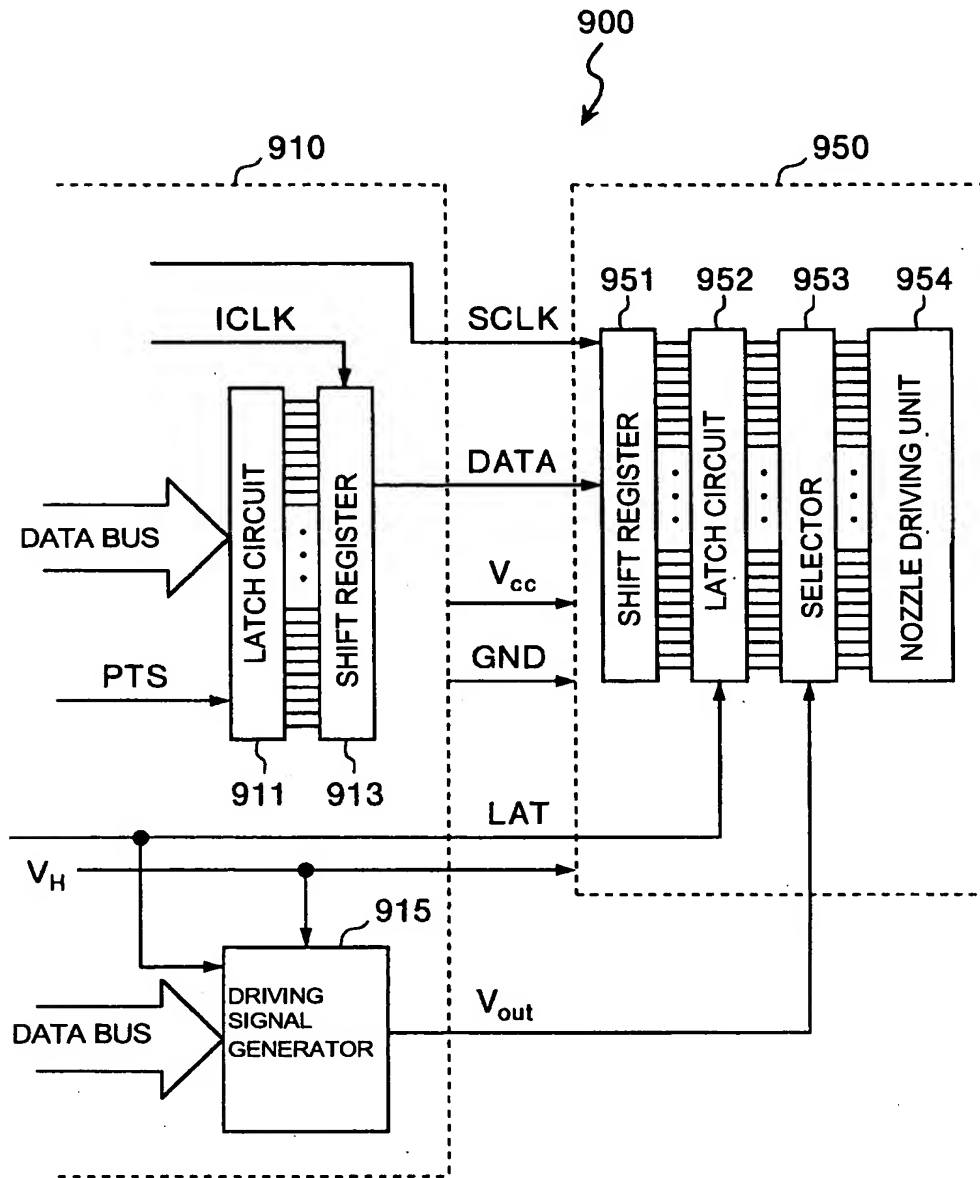 900
910
950
951
952
953
954
ICLK
SCLK
SHIFT REGISTER
LATCH CIRCUIT
SELECTOR
NOZZLE DRIVING UNIT
LATCH CIRCUIT
SHIFT REGISTER
DATA
DATA BUS
Vcc
GND
PTS
911
913
LAT
VH
915
DRIVING
SIGNAL
GENERATOR
Vout
DATA BUS